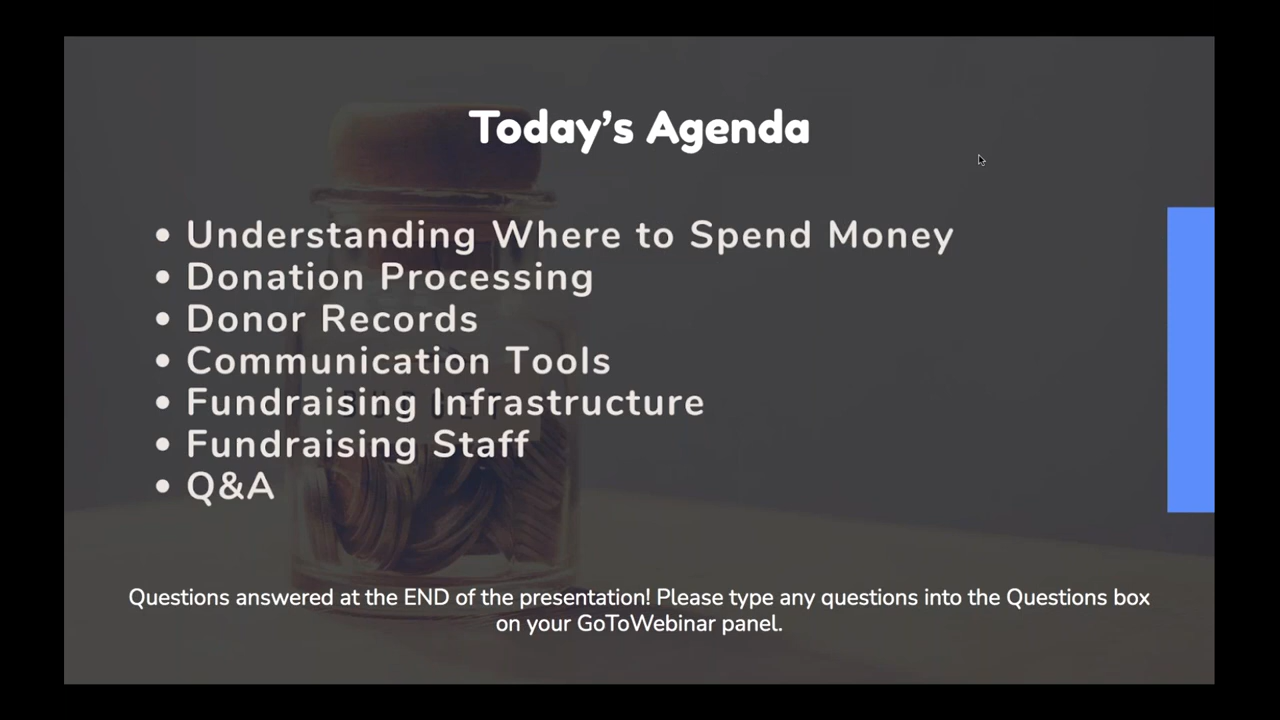 Today's Agenda
• Understanding Where to Spend Money
• Donation Processing
• Donor Records
• Communication Tools
• Fundraising Infrastructure
• Fundraising Staff
• Q&A
Questions answered at the END of the presentation! Please type any questions into the Questions box
on your GoToWebinar panel.